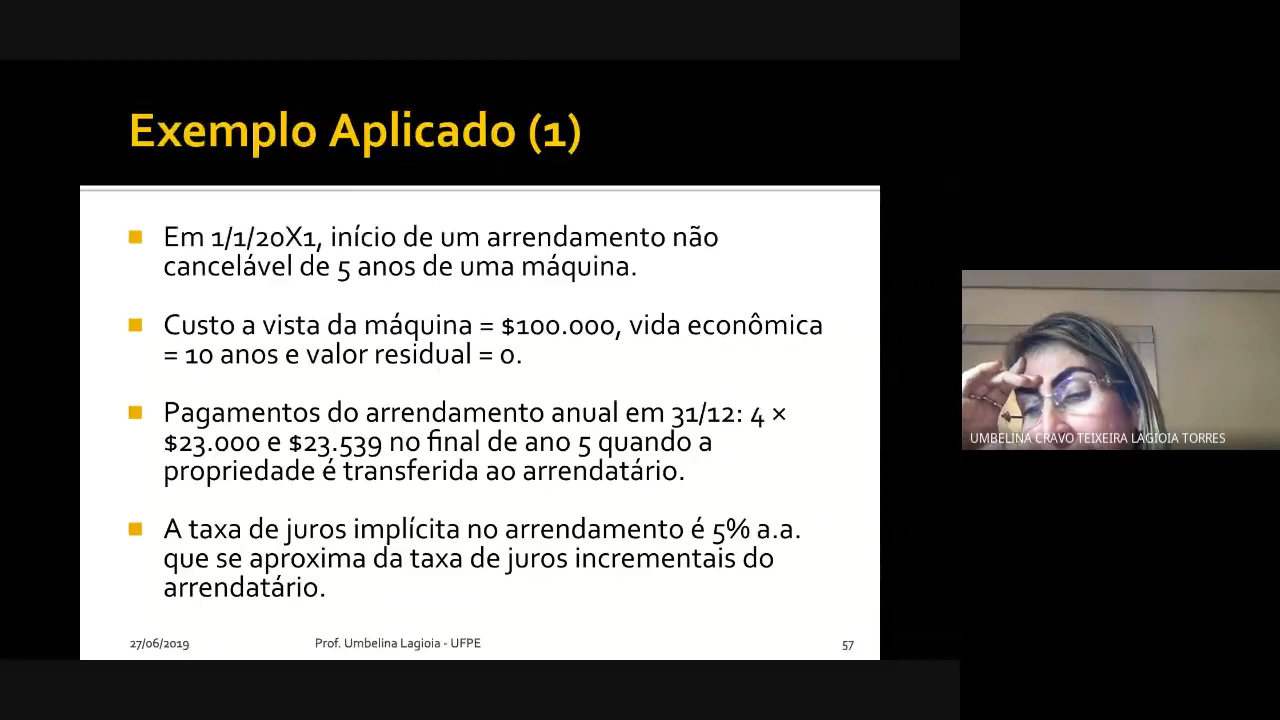 Exemplo Aplicado (1)
Em 1/1/20X1, início de um arrendamento não
cancelável de 5 anos de uma máquina.
Custo a vista da máquina = $100.000, vida econômica
= 10 anos e valor residual = 0.
Pagamentos do arrendamento anual em 31/12: 4 ×
$23.000 e $23.539 no final de ano 5 quando a
propriedade é transferida ao arrendatário.
A taxa de juros implícita no arrendamento é 5% a.a.
que se aproxima da taxa de juros incrementais do
arrendatário.
27/06/2019
Prof. Umbelina Lagioia - UFPE
57
UMBELINA CRAVO TEIXEIRA LAGIOIA TORRES